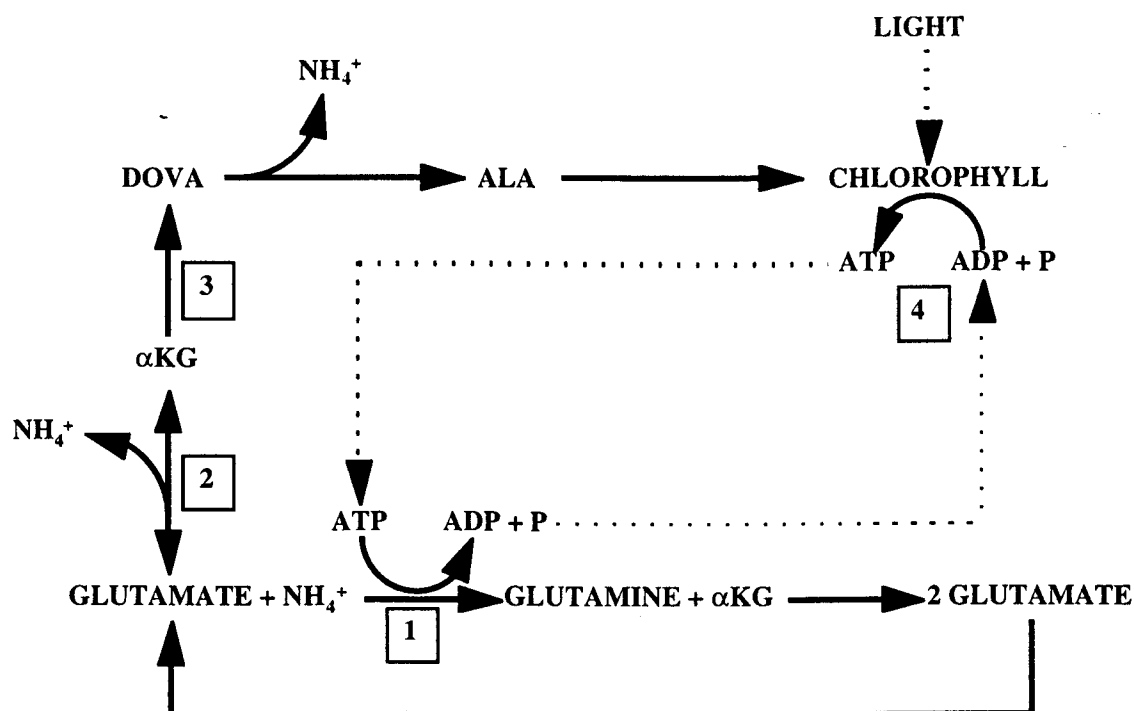 LIGHT
NH₄⁺
DOVA ALA CHLOROPHYLL
ATP ADP + P
3
4
αKG
NH₄⁺
2
ATP ADP + P
GLUTAMATE + NH₄⁺ GLUTAMINE + αKG 2 GLUTAMATE
1